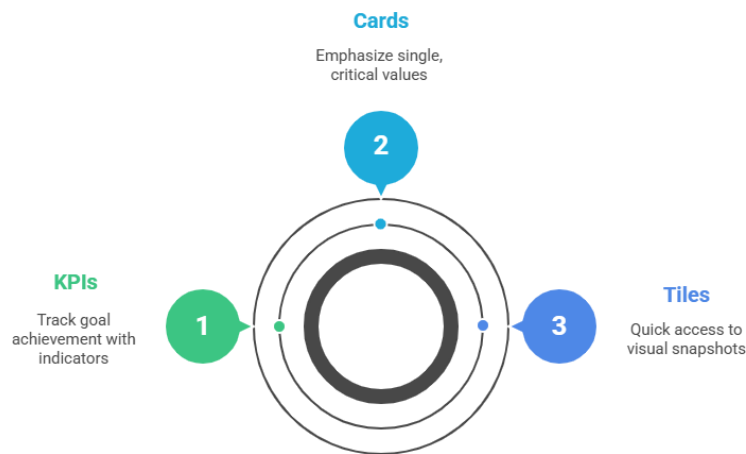 Cards
Emphasize single,
critical values
2
KPIs
Track goal
achievement with
indicators
1
3
Tiles
Quick access to
visual snapshots